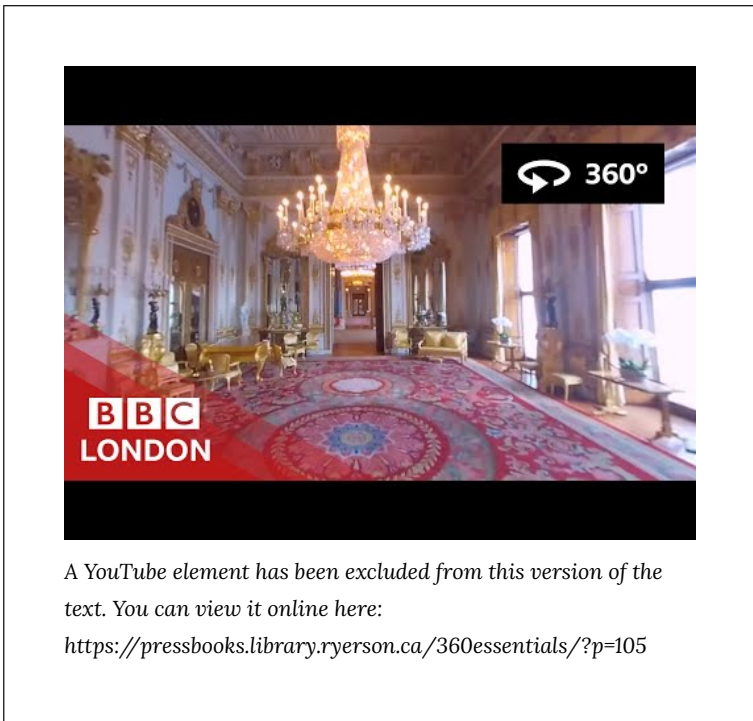 360º
BBC
LONDON
A YouTube element has been excluded from this version of the
text. You can view it online here:
https://pressbooks.library.ryerson.ca/360essentials/?p=105